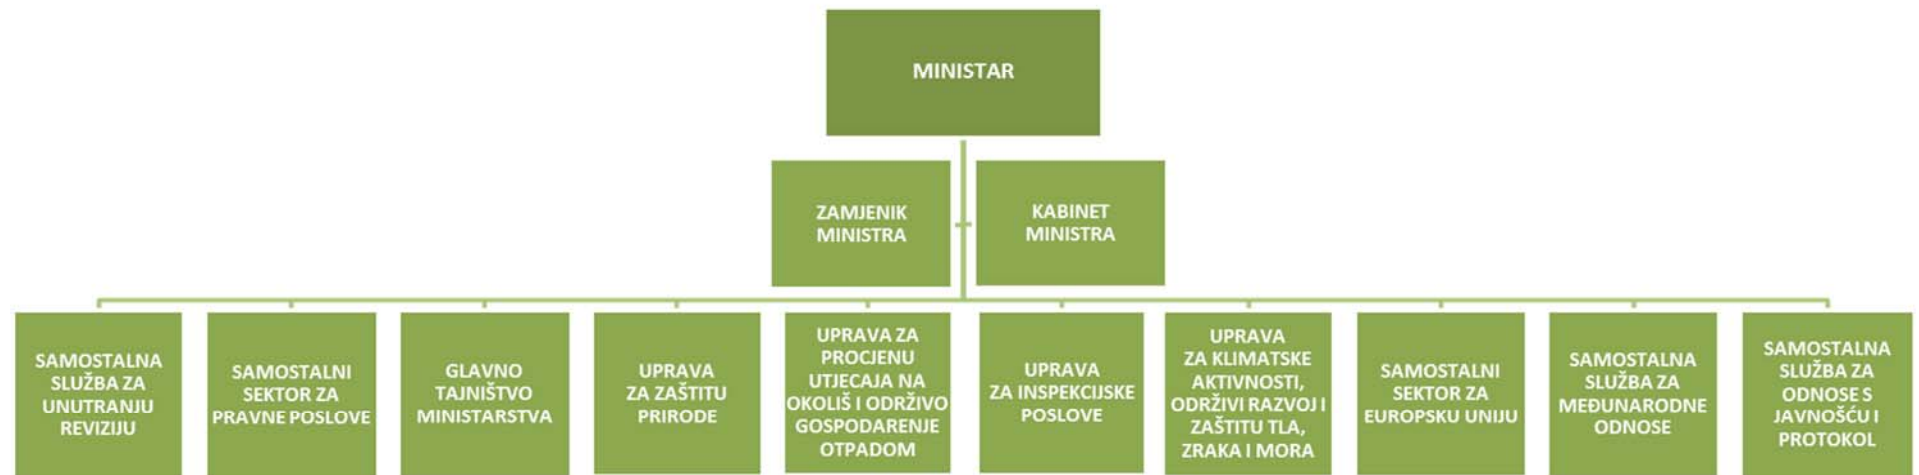 MINISTAR
ZAMJENIK
MINISTRA
KABINET
MINISTRA
SAMOSTALNA
SLUŽBA ZA
UNUTRANJU
REVIZIJU
SAMOSTALNI
SEKTOR ZA
PRAVNE POSLOVE
GLAVNO
TAJNIŠTVO
MINISTARSTVA
UPRAVA
ZA ZAŠTITU
PRIRODE
UPRAVA ZA
PROCJENU
UTJECAJA NA
OKOLIŠ I ODRŽIVO
GOSPODARENJE
OTPADOM
UPRAVA
ZA INSPEKCIJSKE
POSLOVE
UPRAVA
ZA KLIMATSKE
AKTIVNOSTI,
ODRŽIVI RAZVOJ I
ZAŠTITU TLA,
ZRAKA I MORA
SAMOSTALNI
SEKTOR ZA
EUROPSKU UNIJU
SAMOSTALNA
SLUŽBA ZA
MEĐUNARODNE
ODNOSE
SAMOSTALNA
SLUŽBA ZA
ODNOSE S
JAVNOŠĆU I
PROTOKOL